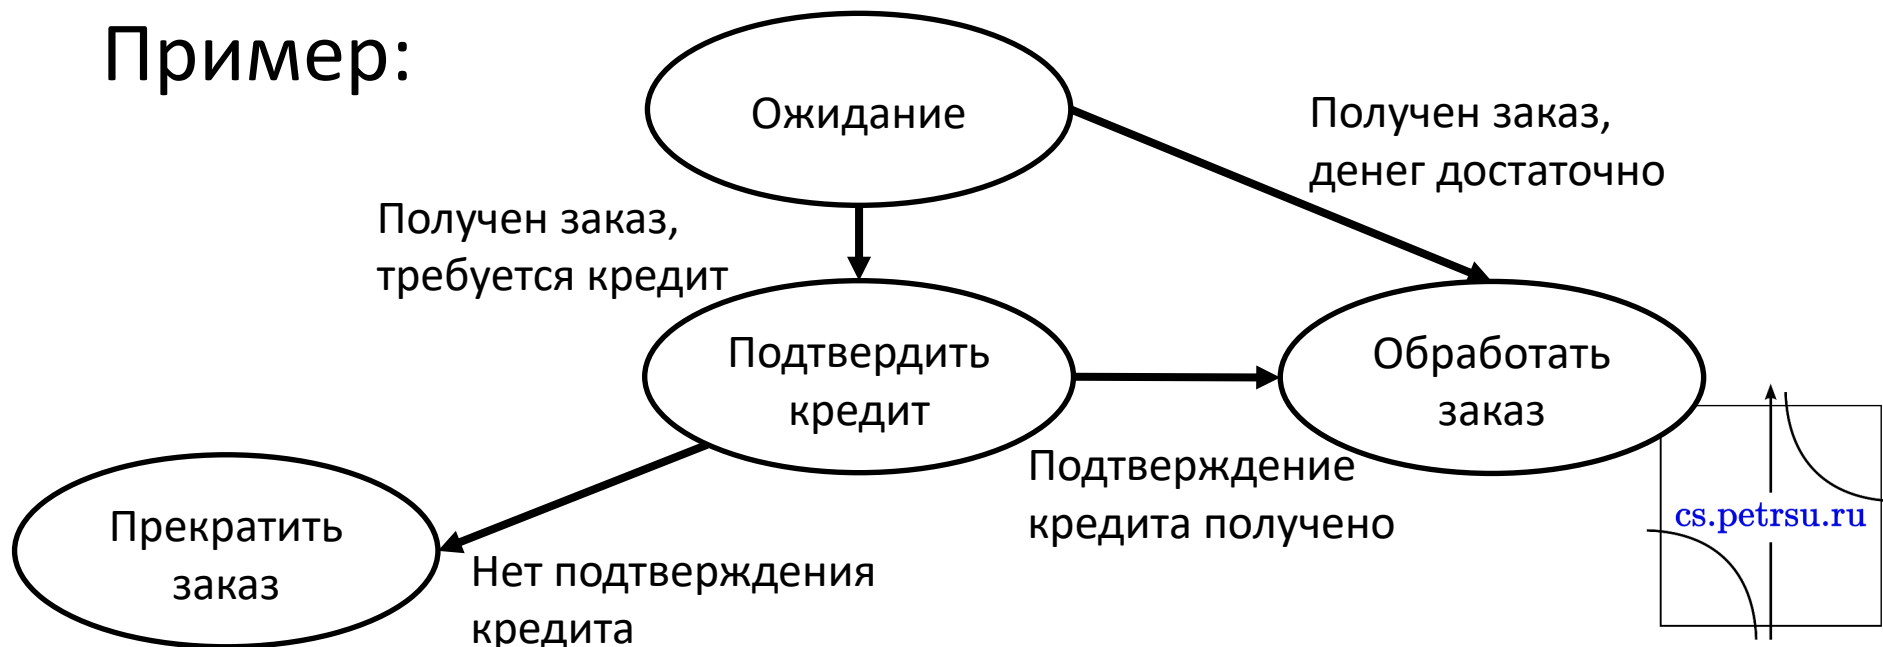 Пример:
Ожидание
Получен заказ,
денег достаточно
Получен заказ,
требуется кредит
Подтвердить
кредит
Обработать
заказ
Подтверждение
кредита получено
cs.petrsu.ru
Прекратить
заказ
Нет подтверждения
кредита